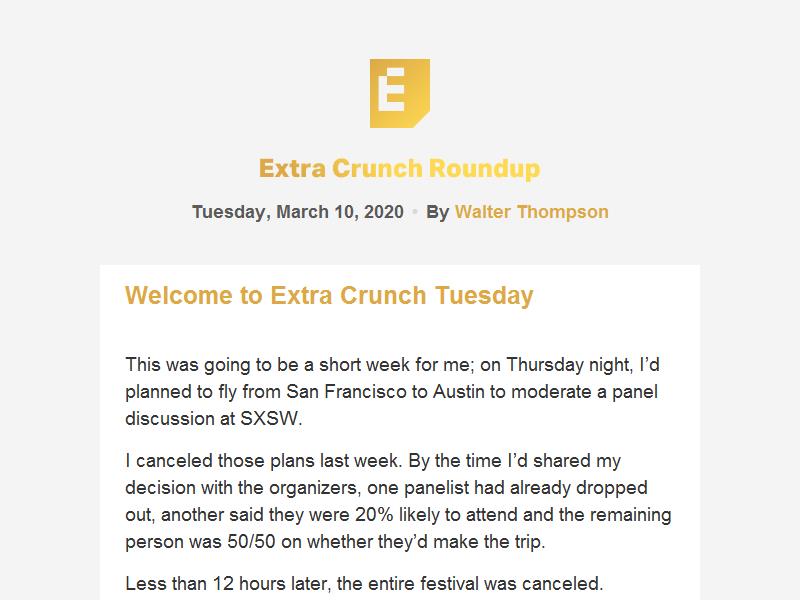 E
Extra Crunch Roundup
Tuesday, March 10, 2020 • By Walter Thompson
Welcome to Extra Crunch Tuesday
This was going to be a short week for me; on Thursday night, I’d
planned to fly from San Francisco to Austin to moderate a panel
discussion at SXSW.
I canceled those plans last week. By the time I’d shared my
decision with the organizers, one panelist had already dropped
out, another said they were 20% likely to attend and the remaining
person was 50/50 on whether they’d make the trip.
Less than 12 hours later, the entire festival was canceled.